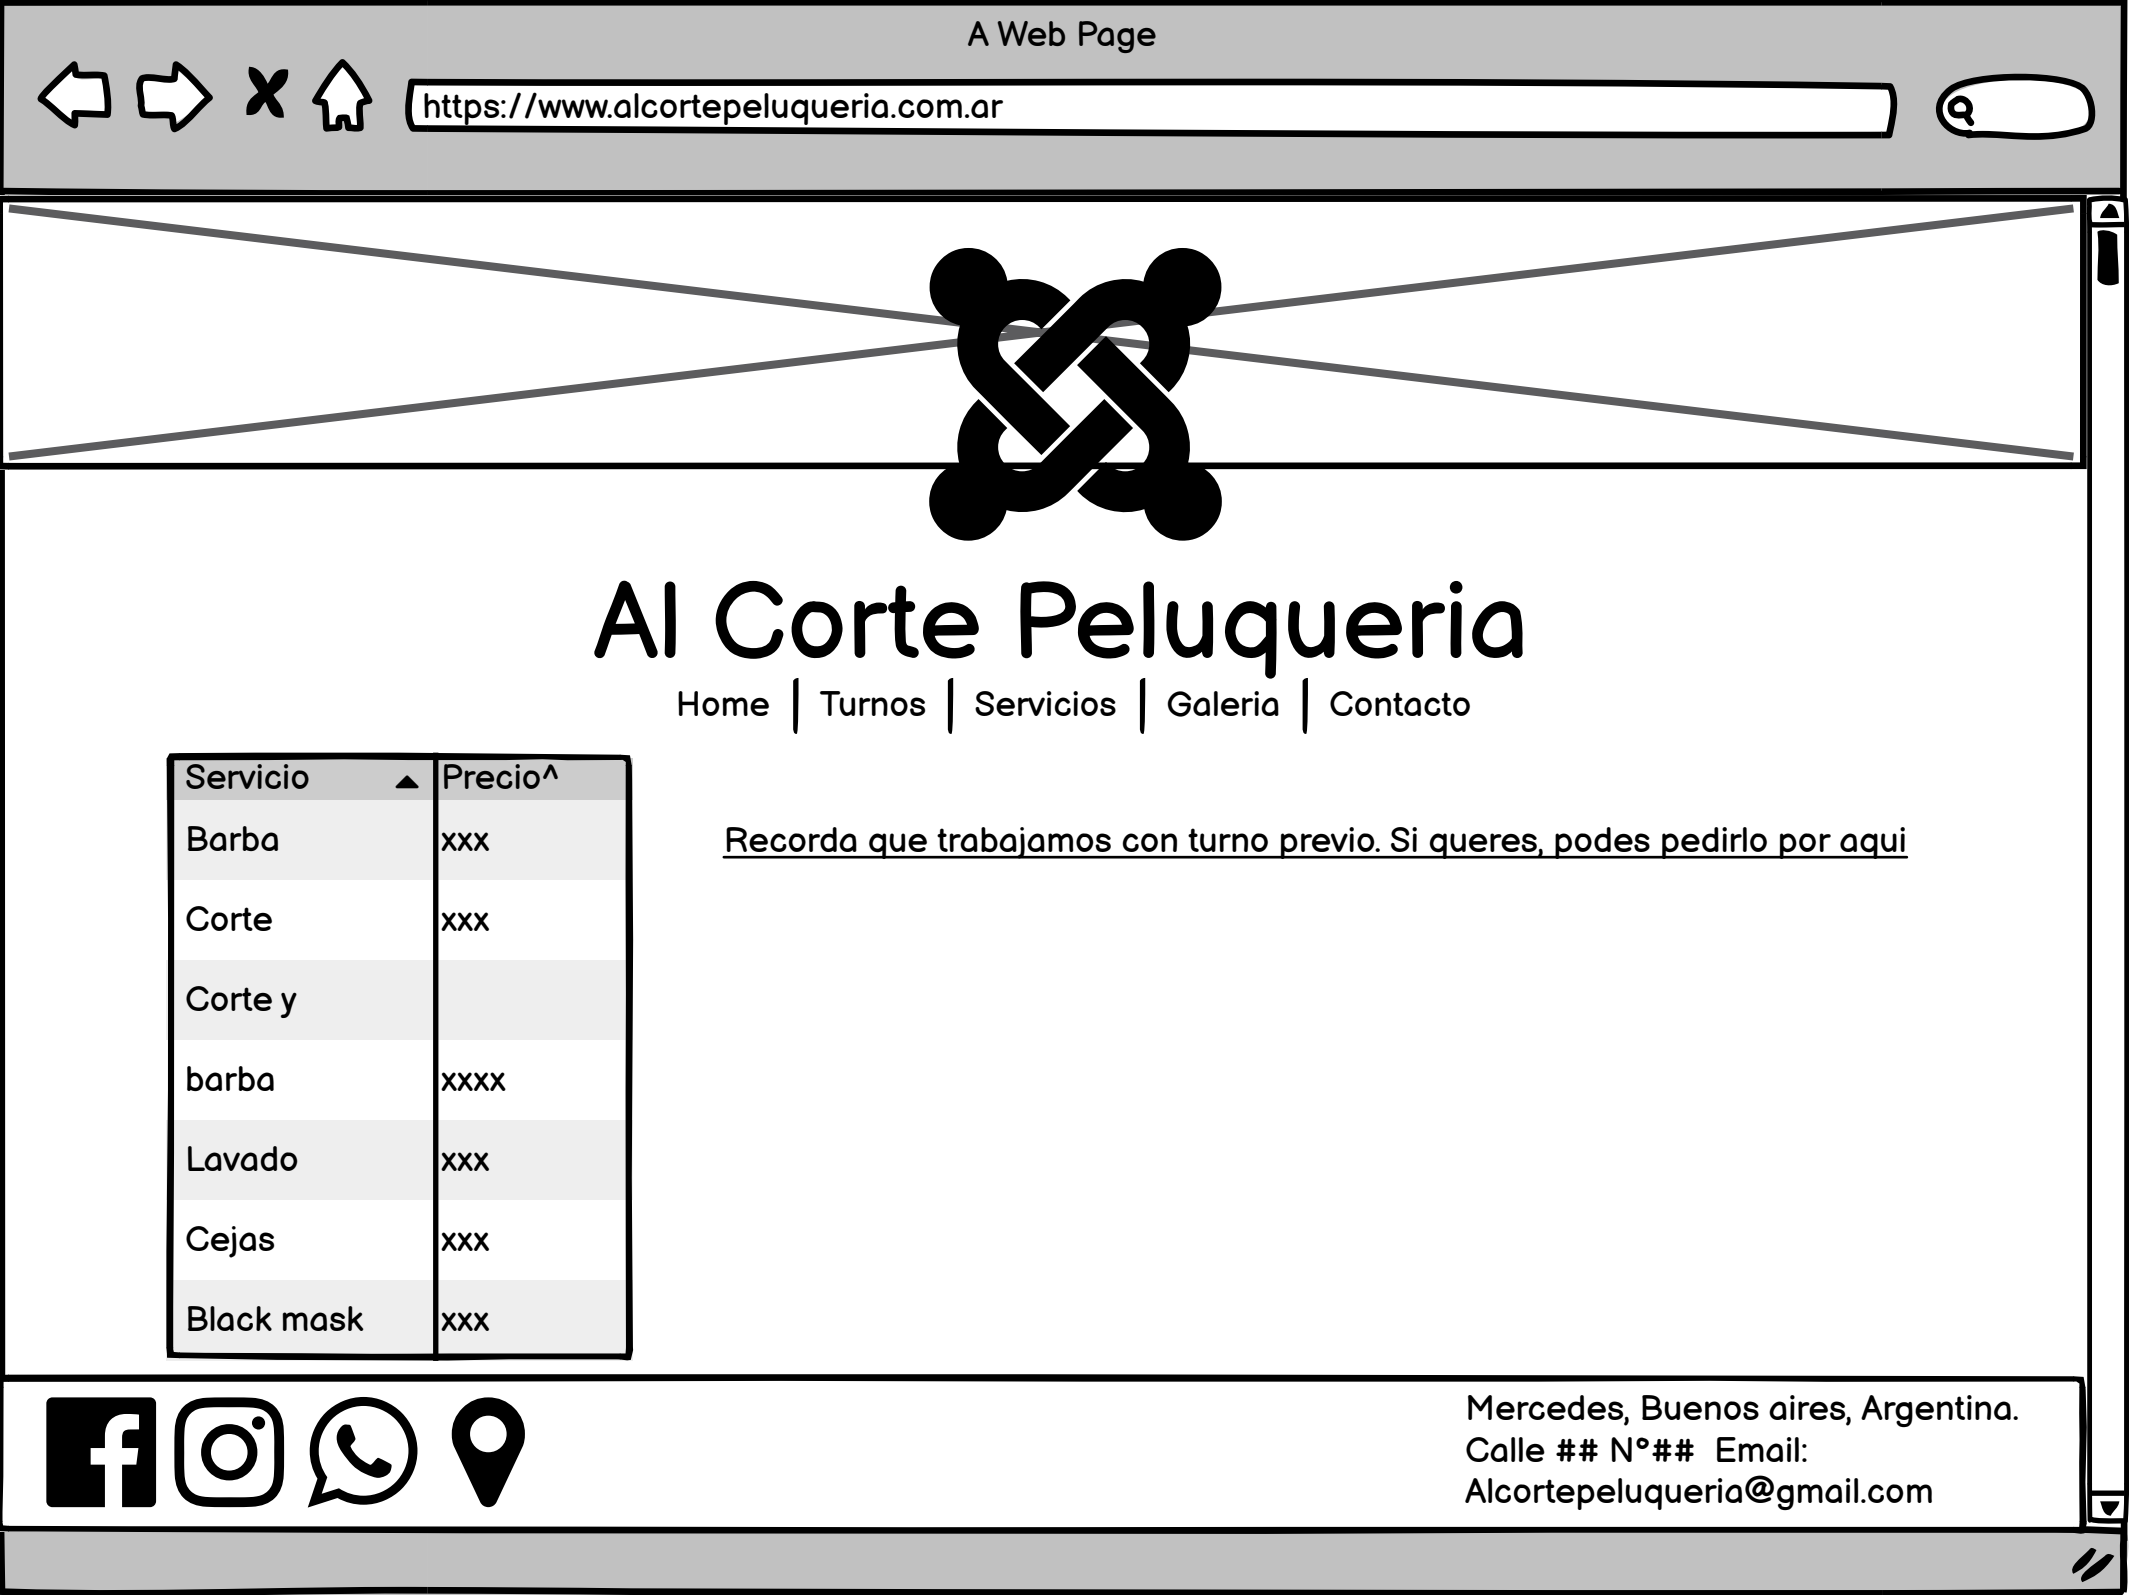 A Web Page
https://www.alcortepeluqueria.com.ar
Al Corte Peluqueria
Home | Turnos | Servicios | Galeria | Contacto
Servicio Precio^
Barba xxx
Corte xxx
Corte y
barba xxxx
Lavado xxx
Cejas xxx
Black mask xxx
Recorda que trabajamos con turno previo. Si queres, podes pedirlo por aqui
Mercedes, Buenos aires, Argentina.
Calle ## N°## Email:
Alcortepeluqueria@gmail.com